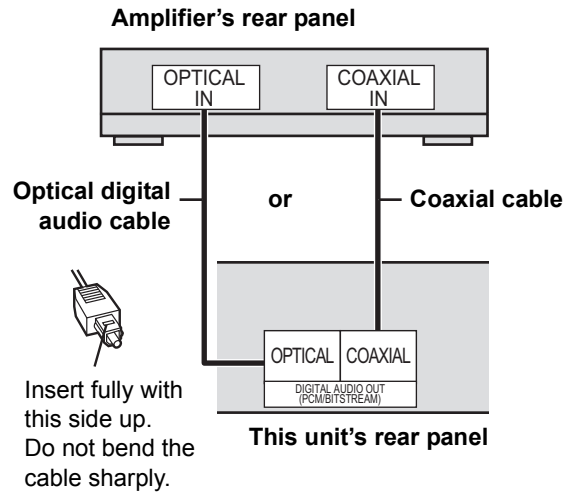 Amplifier's rear panel
OPTICAL
IN
COAXIAL
IN
Optical digital
audio cable
or
Coaxial cable
OPTICAL
COAXIAL
DIGITAL AUDIO OUT
(PCM/BITSTREAM)
Insert fully with
this side up.
Do not bend the
cable sharply.
This unit's rear panel